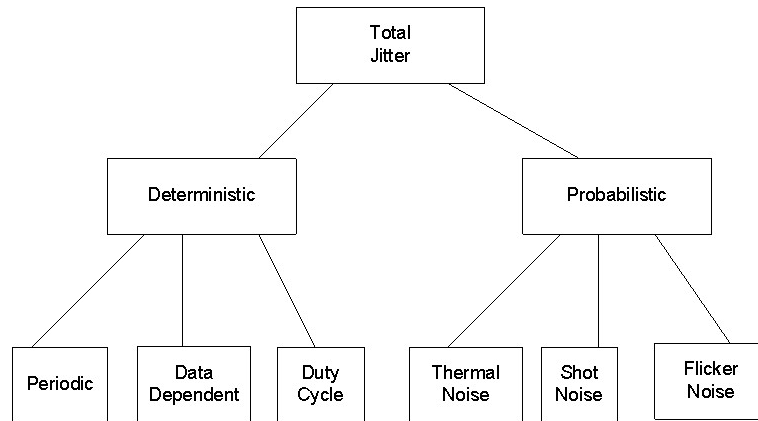 Total
Jitter
Deterministic
Probabilistic
Periodic
Data
Dependent
Duty
Cycle
Thermal
Noise
Shot
Noise
Flicker
Noise